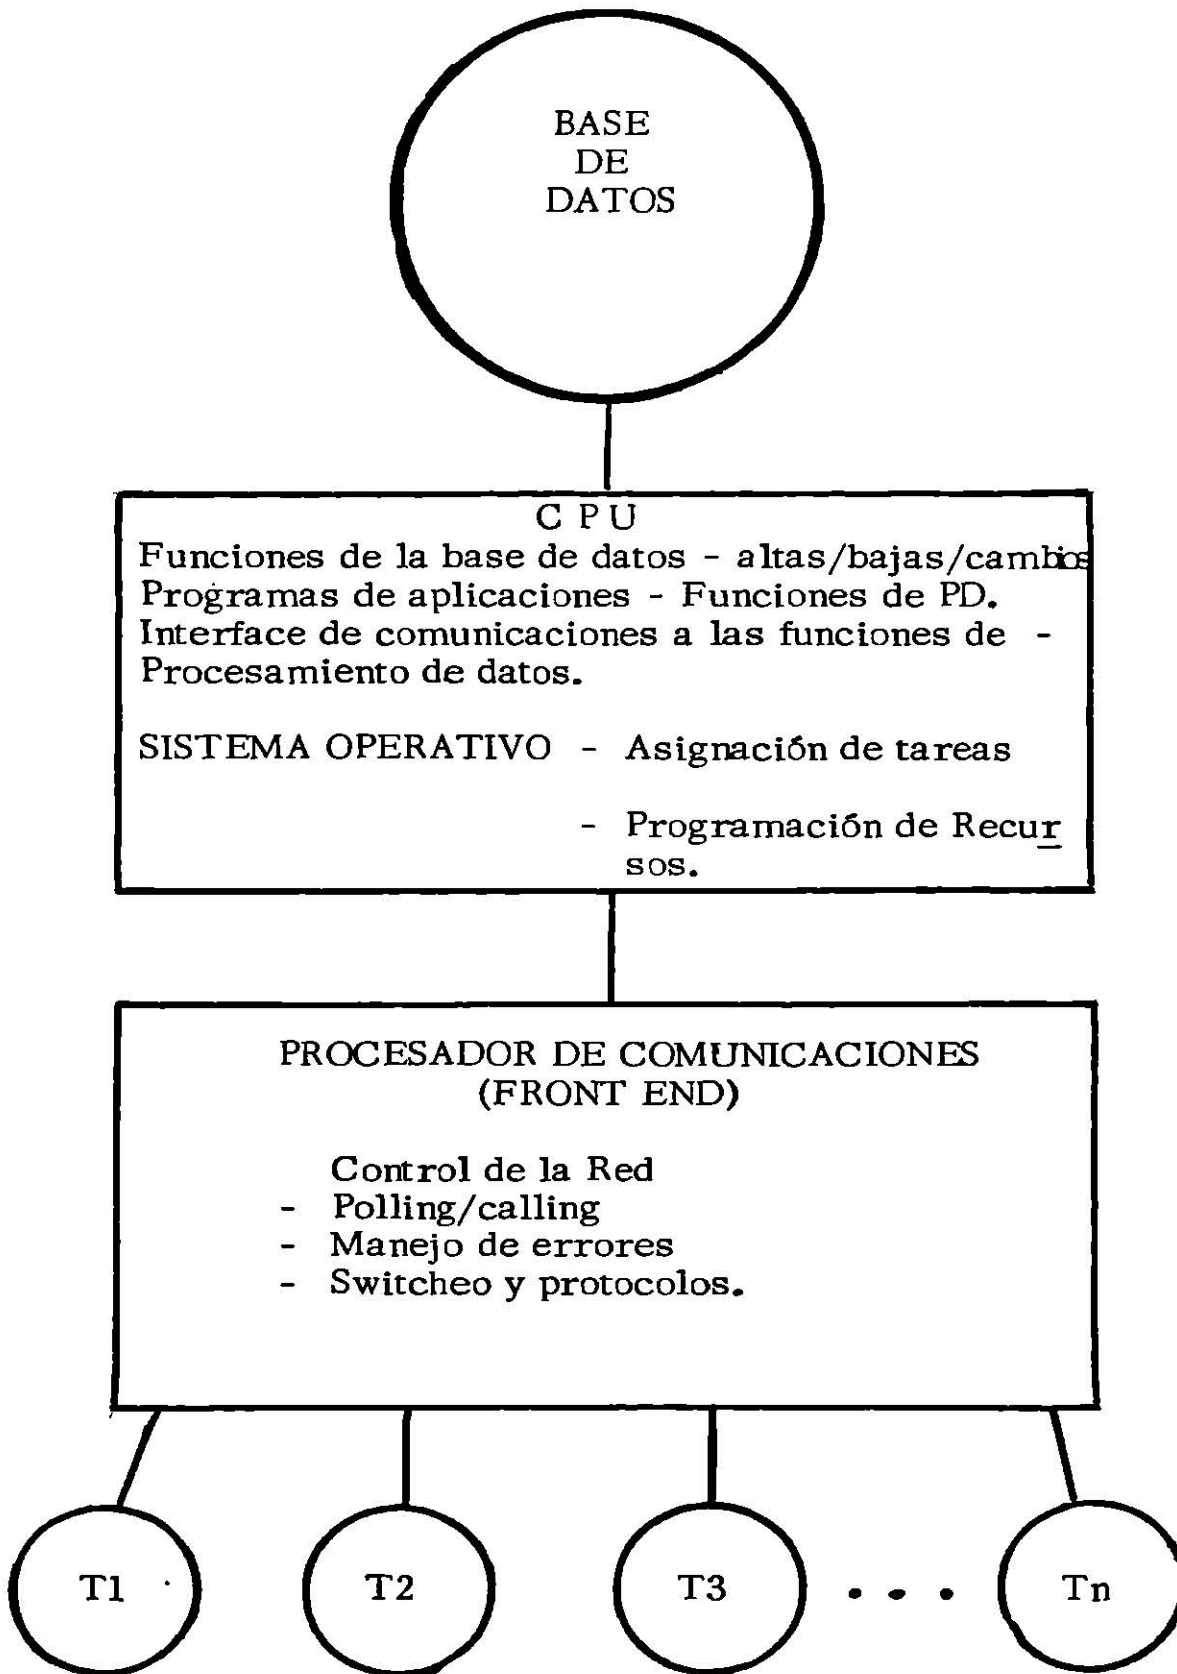 BASE
DE
DATOS
C P U
Funciones de la base de datos - altas/bajas/cambios
Programas de aplicaciones - Funciones de PD.
Interface de comunicaciones a las funciones de -
Procesamiento de datos.
SISTEMA OPERATIVO - Asignación de tareas
- Programación de Recur
sos.
PROCESADOR DE COMUNICACIONES
(FRONT END)
Control de la Red
- Polling/calling
- Manejo de errores
- Switcheo y protocolos.
T1 T2 T3 . . . Tn